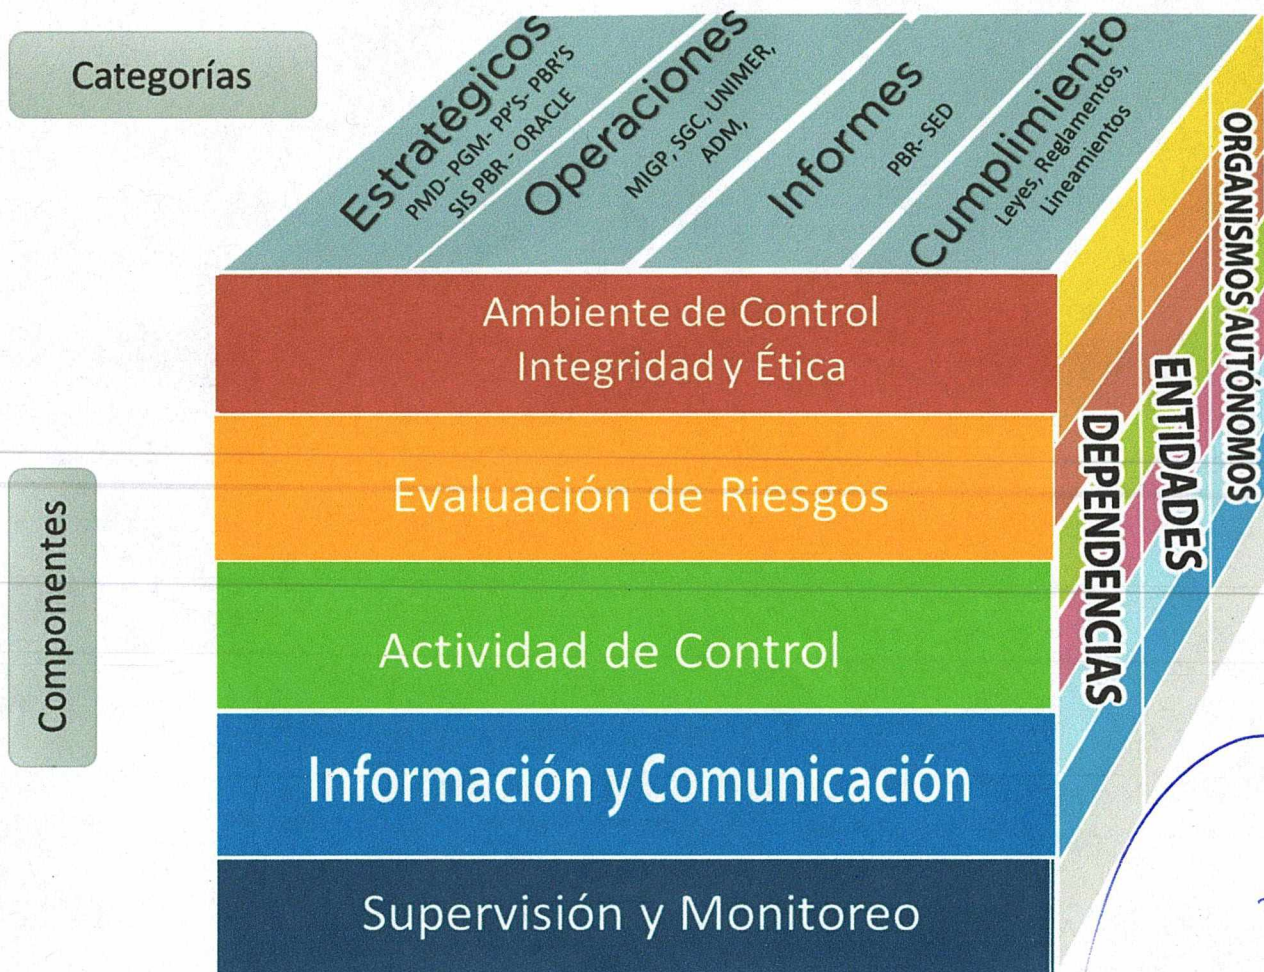 Categorías
Estratégicos
PMD- PGM- PP'S- PBR'S
SIS PBR - ORACLE
Operaciones
MIGP, SGC, UNIMER,
ADM,
Informes
PBR- SED
Cumplimiento
Leyes, Reglamentos,
Lineamientos
Componentes
Ambiente de Control
Integridad y Ética
Evaluación de Riesgos
Actividad de Control
Información y Comunicación
Supervisión y Monitoreo
DEPENDENCIAS
ENTIDADES
ORGANISMOS AUTÓNOMOS